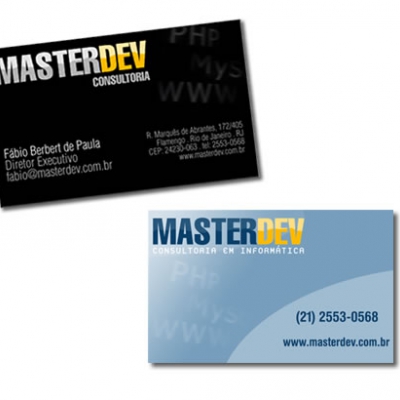 MASTERDEV
CONSULTORIA
PHP
MyS
WWW
Fábio Berbert de Paula
Diretor Executivo
fabio@masterdev.com.br
R. Marquês de Abrantes, 172/405
Flamengo . Rio de Janeiro . RJ
CEP: 24230-063 . tel: (21) 2553-0568
www.masterdev.com.br
MASTERDEV
CONSULTORIA EM INFORMÁTICA
PHP
MyS
WWW
(21) 2553-0568
www.masterdev.com.br